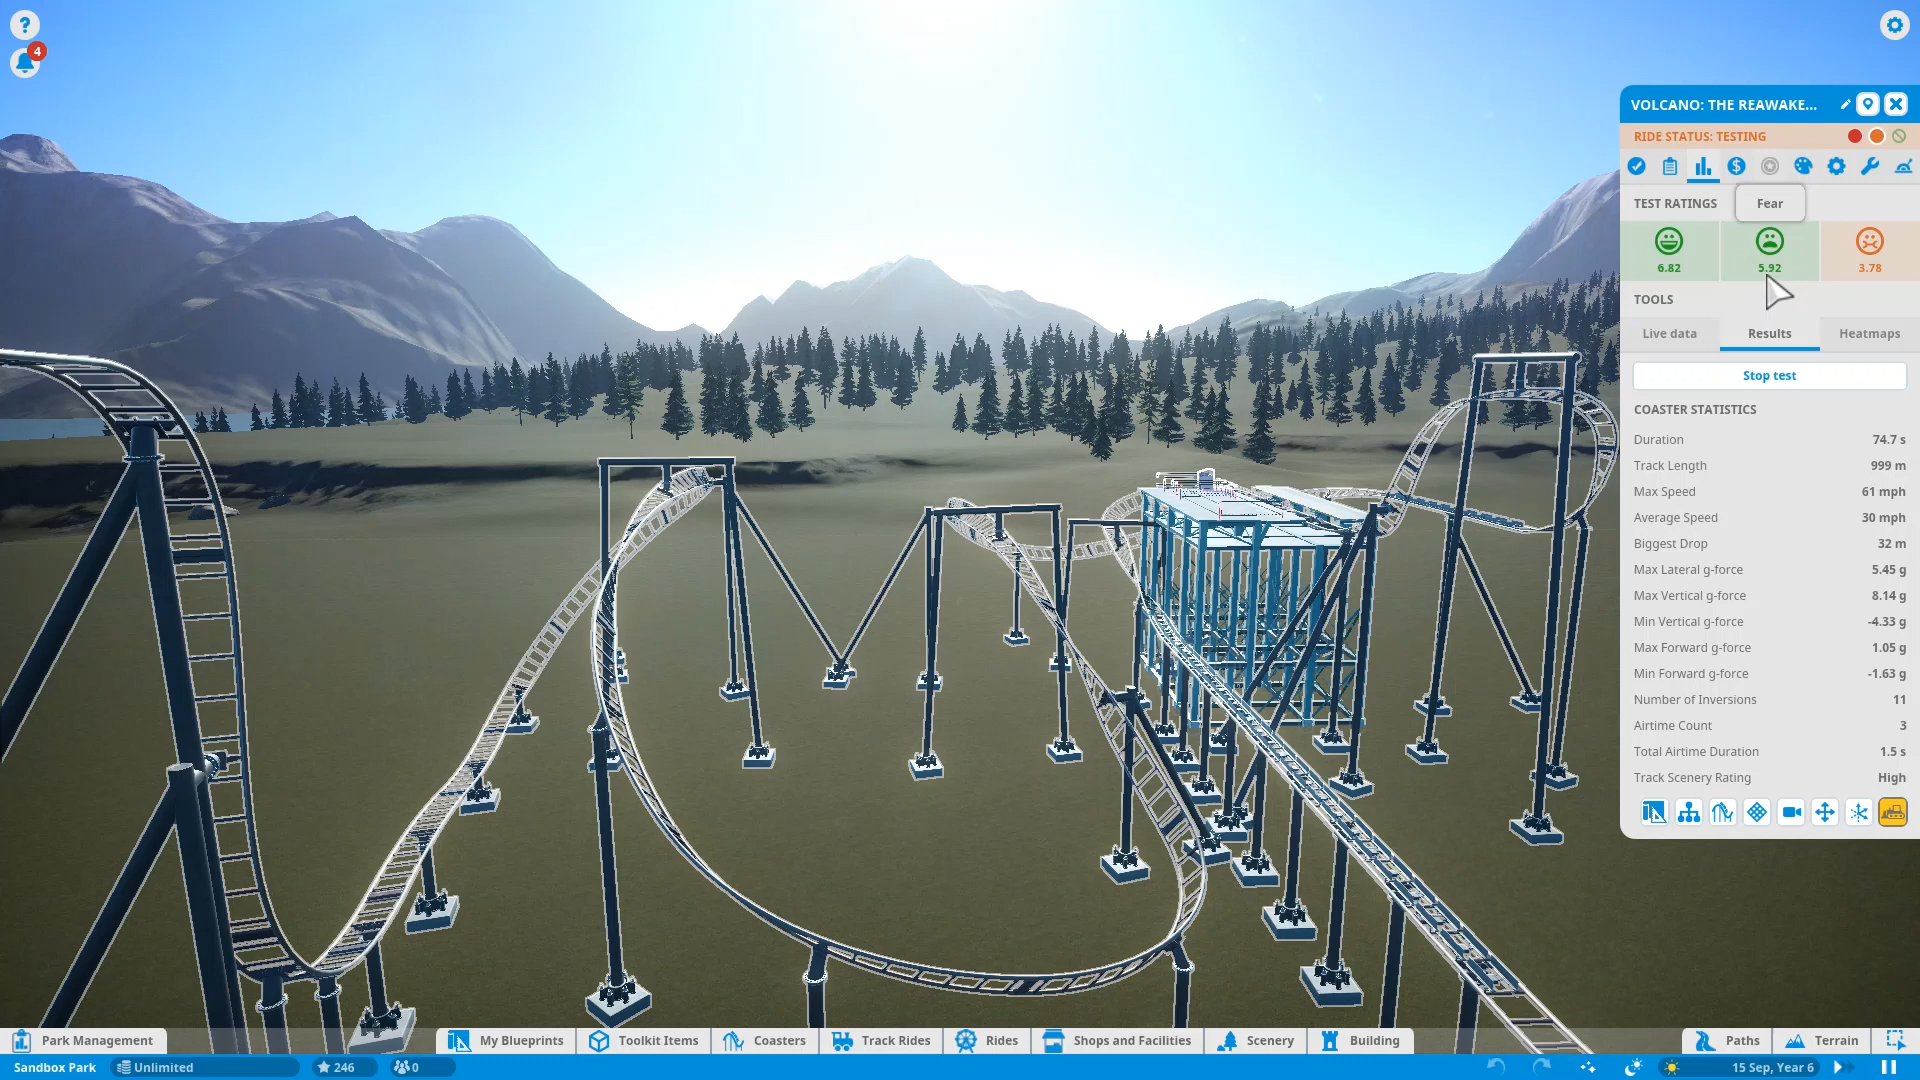 ?
4
VOLCANO: THE REAWAKE...
RIDE STATUS: TESTING
TEST RATINGS
Fear
6.82 5.92 3.78
TOOLS
Live data Results Heatmaps
Stop test
COASTER STATISTICS
Duration 74.7 s
Track Length 999 m
Max Speed 61 mph
Average Speed 30 mph
Biggest Drop 32 m
Max Lateral g-force 5.45 g
Max Vertical g-force 8.14 g
Min Vertical g-force -4.33 g
Max Forward g-force 1.05 g
Min Forward g-force -1.63 g
Number of Inversions 11
Airtime Count 3
Total Airtime Duration 1.5 s
Track Scenery Rating High
Park Management My Blueprints Toolkit Items Coasters Track Rides Rides Shops and Facilities Scenery Building Paths Terrain
Sandbox Park Unlimited 246 0 15 Sep, Year 6